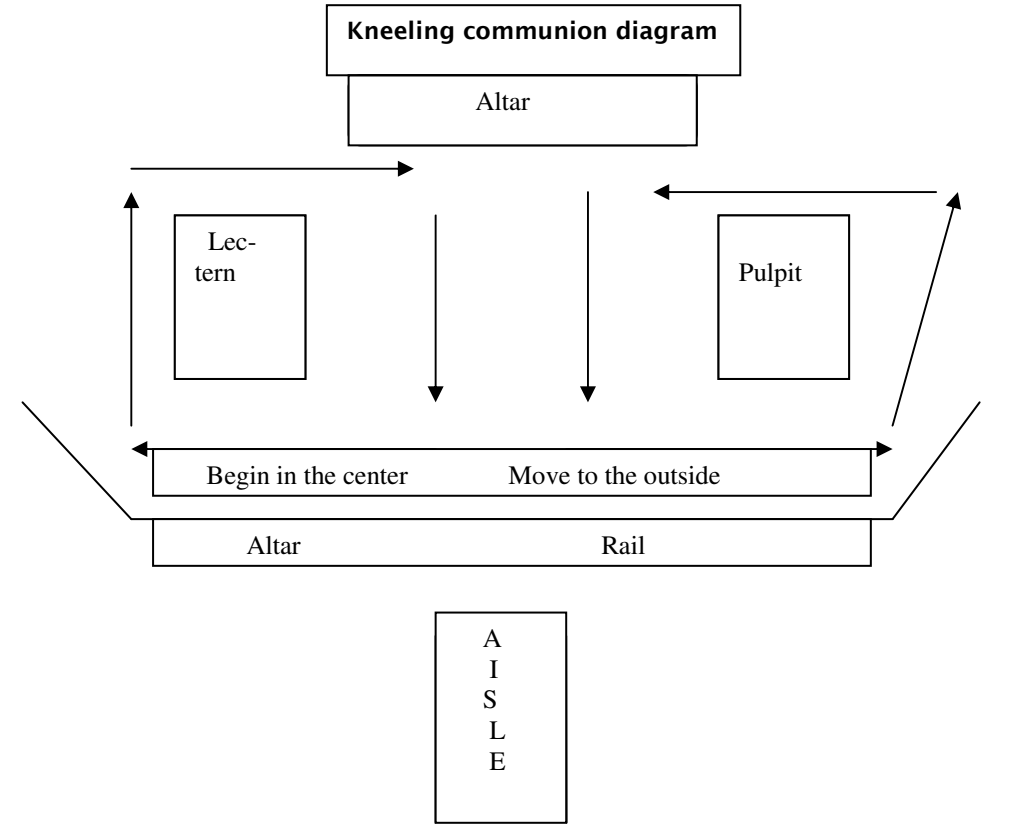 Kneeling communion diagram
Altar
Lec-
tern
Pulpit
Begin in the center Move to the outside
Altar Rail
A
I
S
L
E